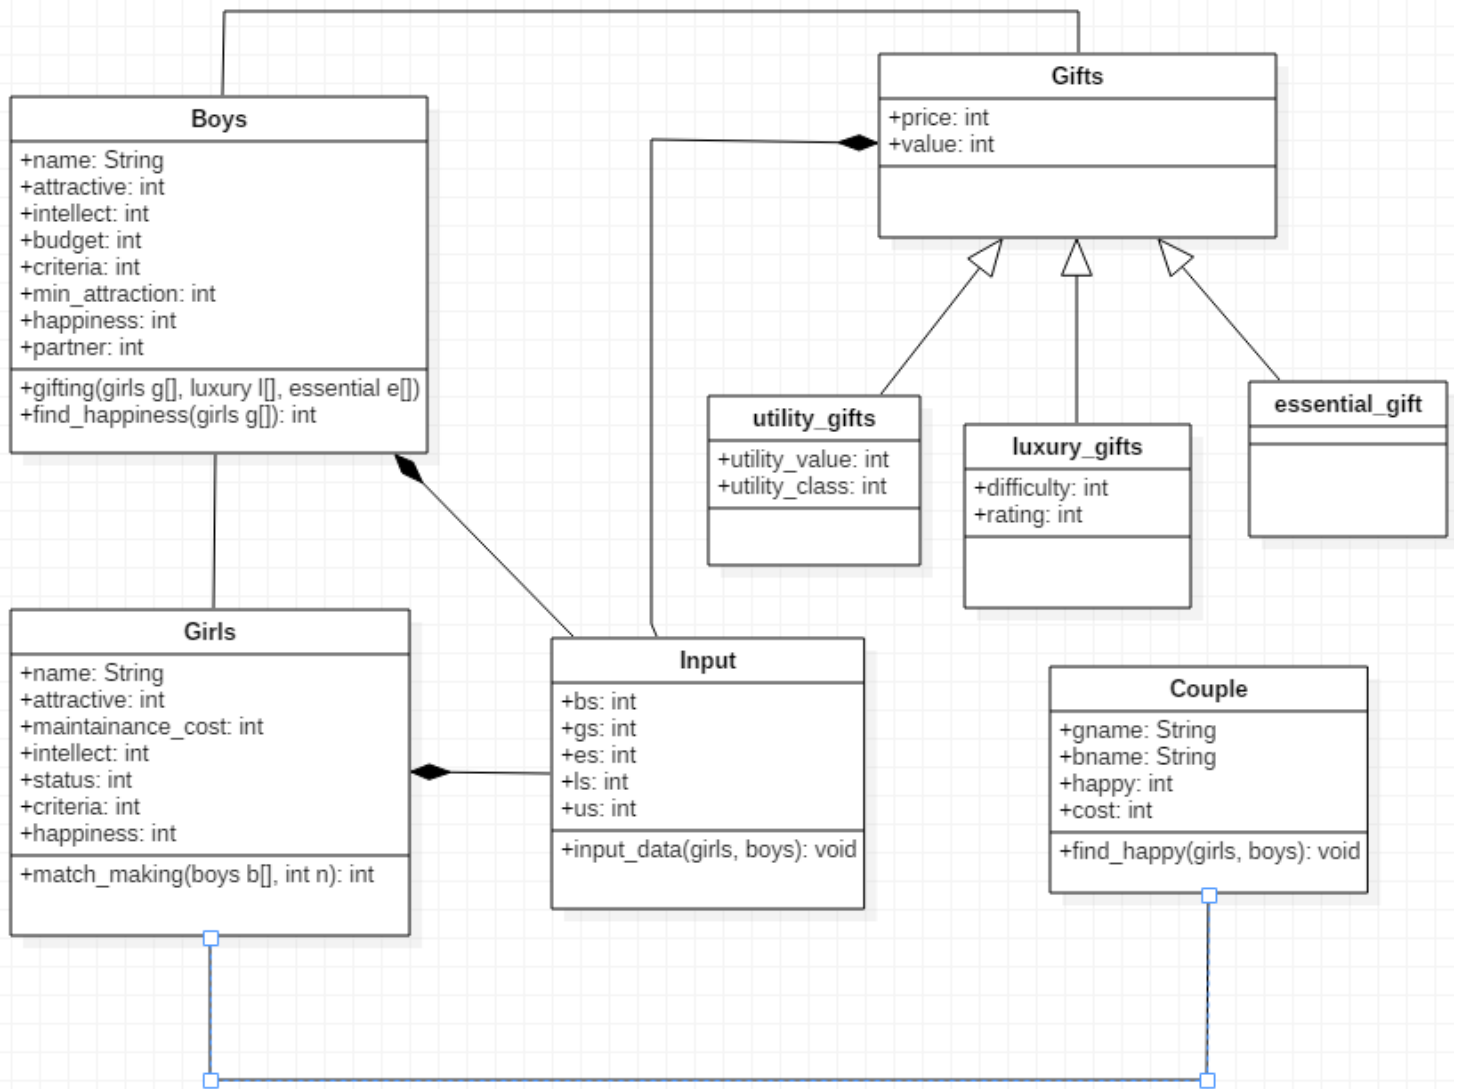 Boys
+name: String
+attractive: int
+intellect: int
+budget: int
+criteria: int
+min_attraction: int
+happiness: int
+partner: int
+gifting(girls g[], luxury l[], essential e[])
+find_happiness(girls g[]): int
Gifts
+price: int
+value: int
utility_gifts
+utility_value: int
+utility_class: int
luxury_gifts
+difficulty: int
+rating: int
essential_gift
Girls
+name: String
+attractive: int
+maintainance_cost: int
+intellect: int
+status: int
+criteria: int
+happiness: int
+match_making(boys b[], int n): int
Input
+bs: int
+gs: int
+es: int
+ls: int
+us: int
+input_data(girls, boys): void
Couple
+gname: String
+bname: String
+happy: int
+cost: int
+find_happy(girls, boys): void